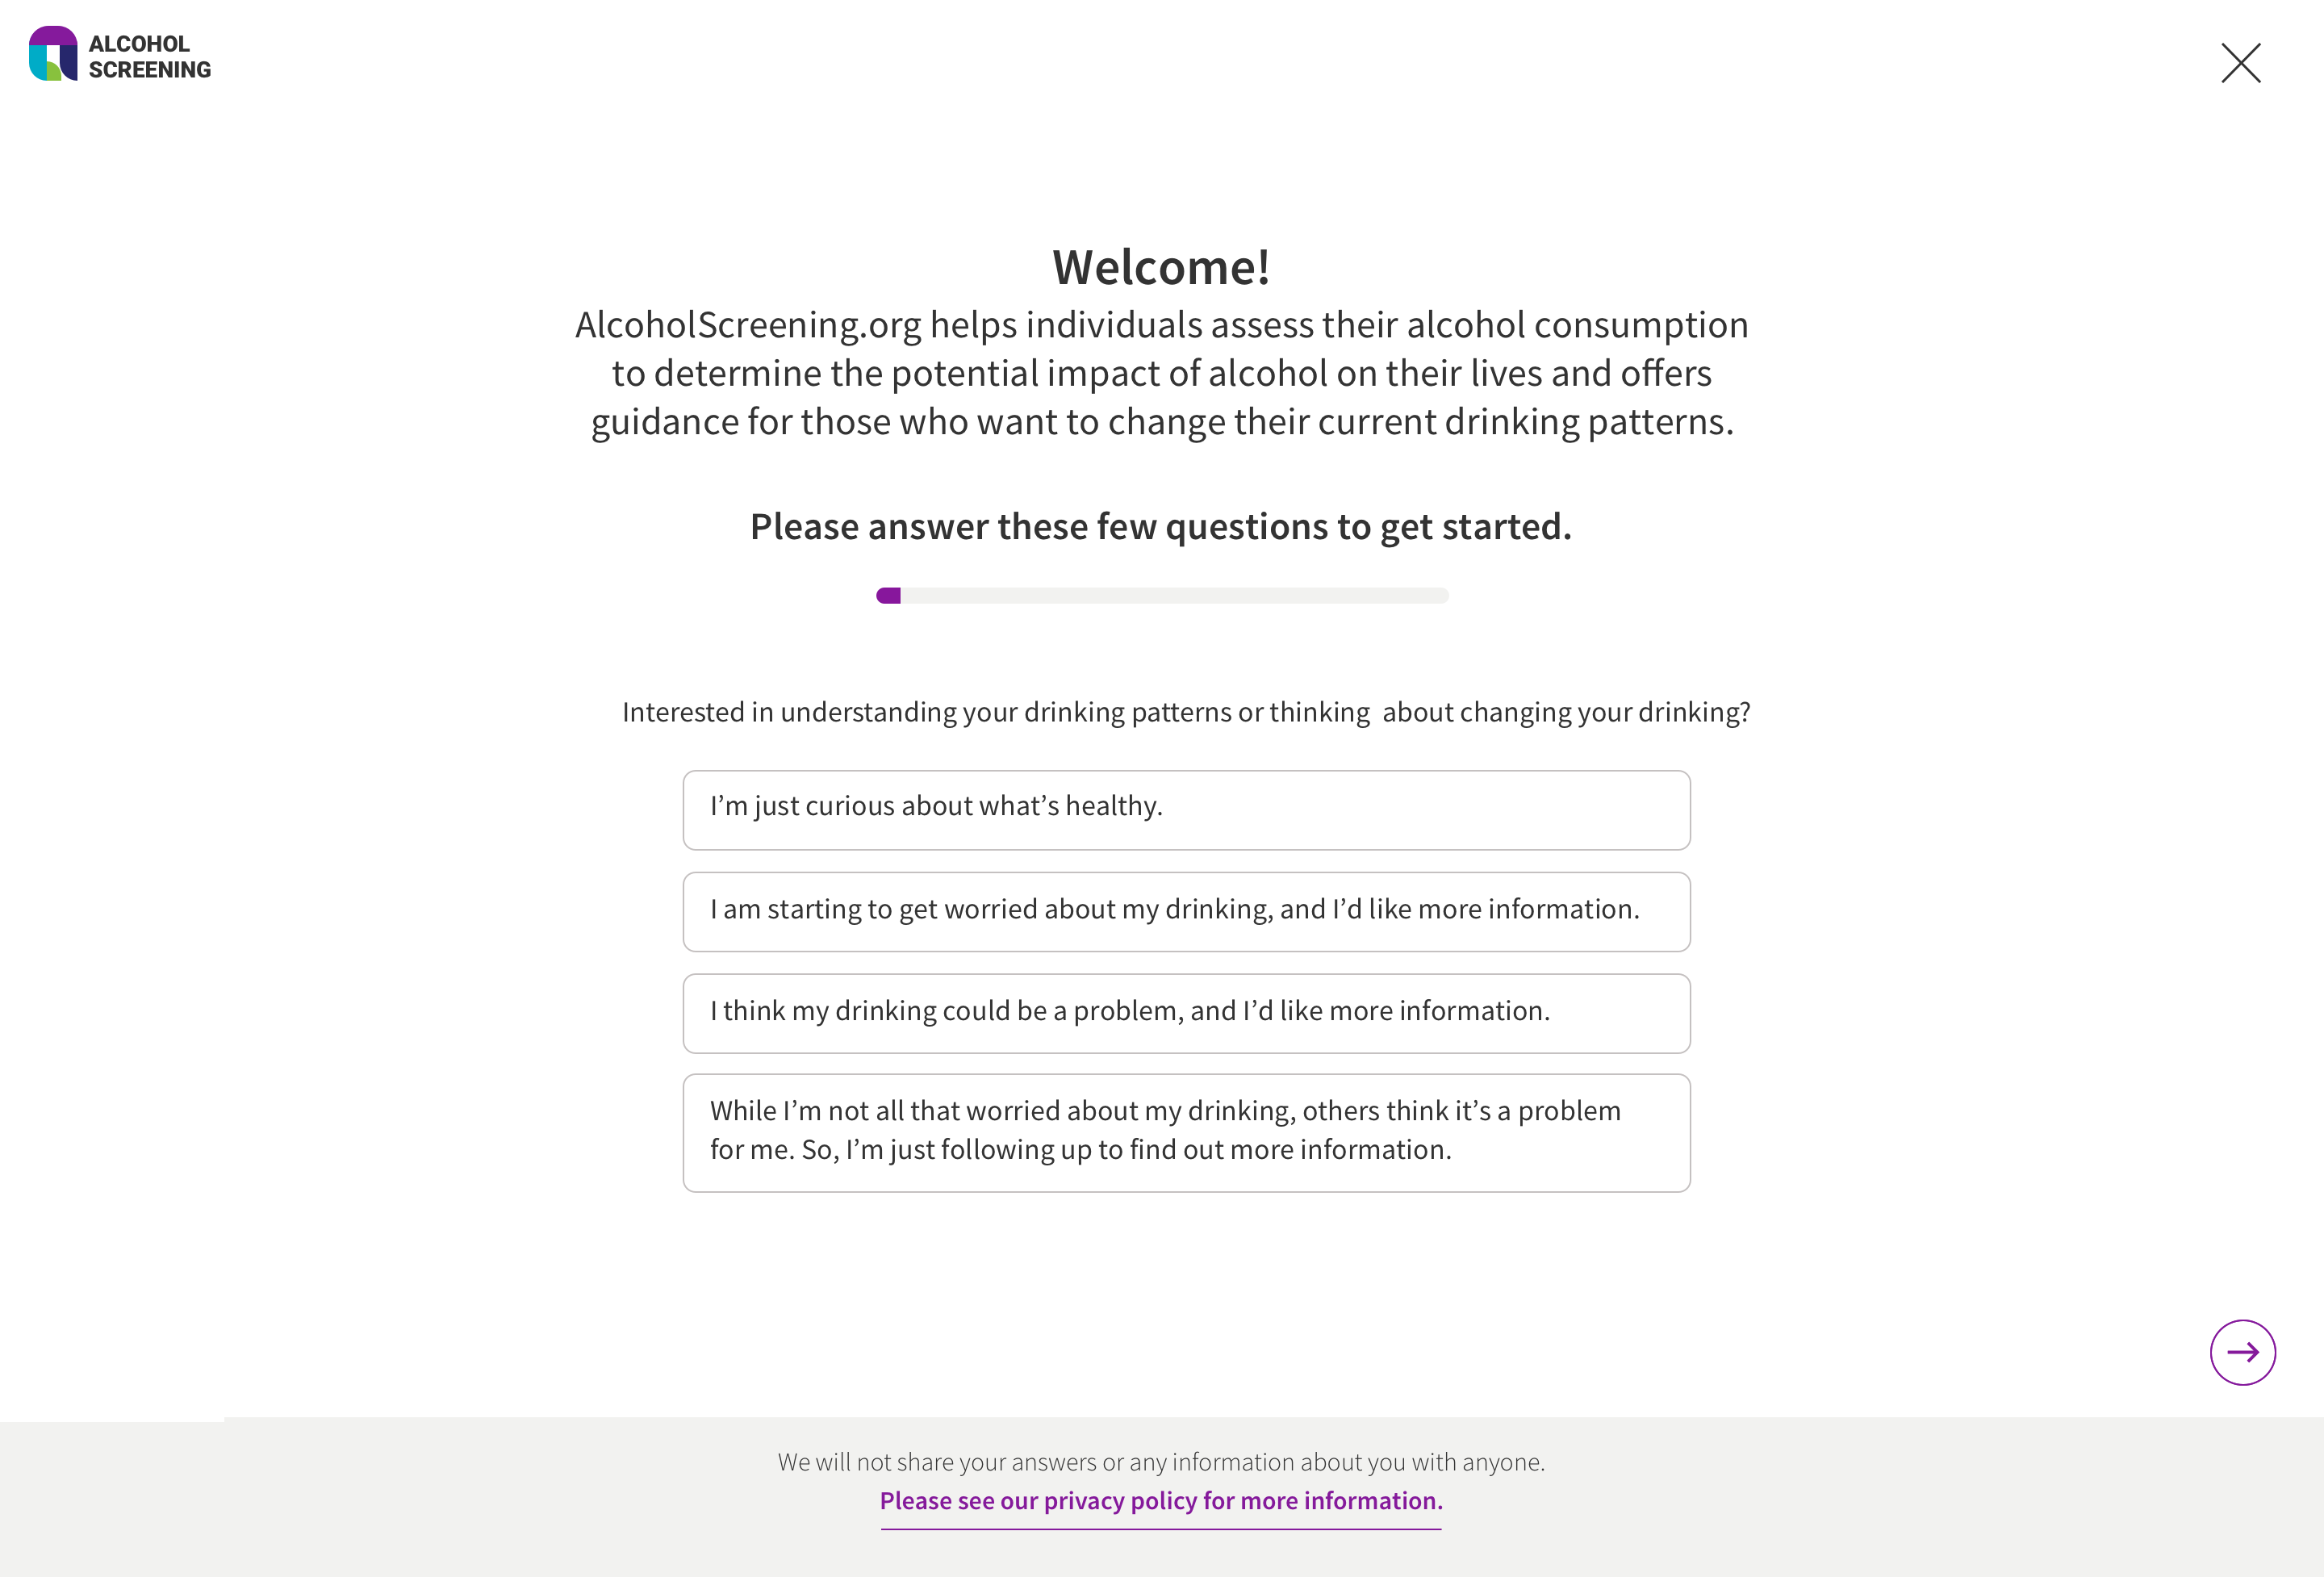 ALCOHOL
SCREENING
Welcome!
AlcoholScreening.org helps individuals assess their alcohol consumption
to determine the potential impact of alcohol on their lives and offers
guidance for those who want to change their current drinking patterns.
Please answer these few questions to get started.
Interested in understanding your drinking patterns or thinking  about changing your drinking?
I’m just curious about what’s healthy.
I am starting to get worried about my drinking, and I’d like more information.
I think my drinking could be a problem, and I’d like more information.
While I’m not all that worried about my drinking, others think it’s a problem
for me. So, I’m just following up to find out more information.
We will not share your answers or any information about you with anyone.
Please see our privacy policy for more information.